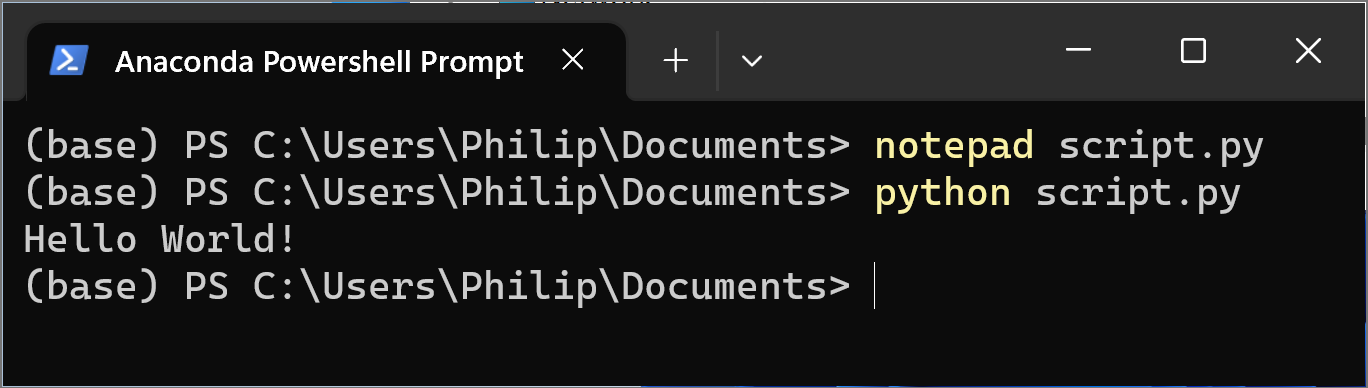 Anaconda Powershell Prompt
(base) PS C:\Users\Philip\Documents> notepad script.py
(base) PS C:\Users\Philip\Documents> python script.py
Hello World!
(base) PS C:\Users\Philip\Documents>